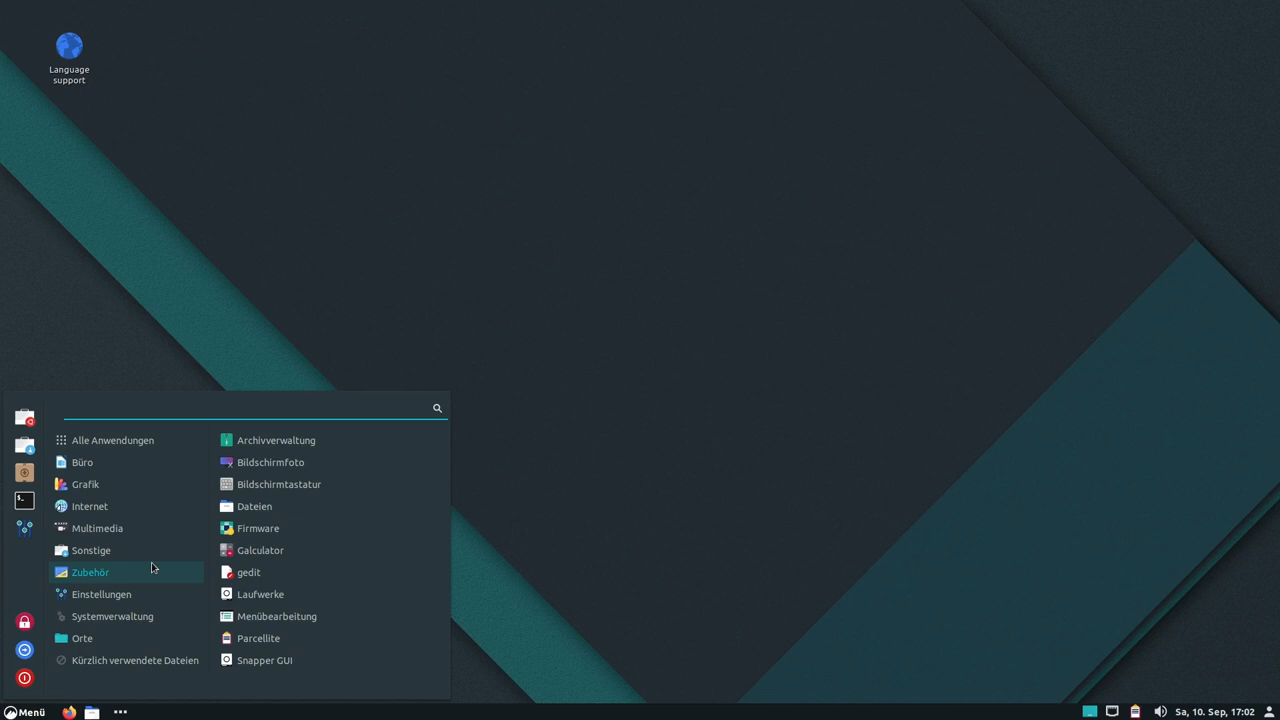 Language
support
Alle Anwendungen
Büro
Grafik
Internet
Multimedia
Sonstige
Zubehör
Einstellungen
Systemverwaltung
Orte
Kürzlich verwendete Dateien
Archivverwaltung
Bildschirmfoto
Bildschirmtastatur
Dateien
Firmware
Galculator
gedit
Laufwerke
Menübearbeitung
Parcellite
Snapper GUI
Menü
Sa, 10. Sep, 17:02